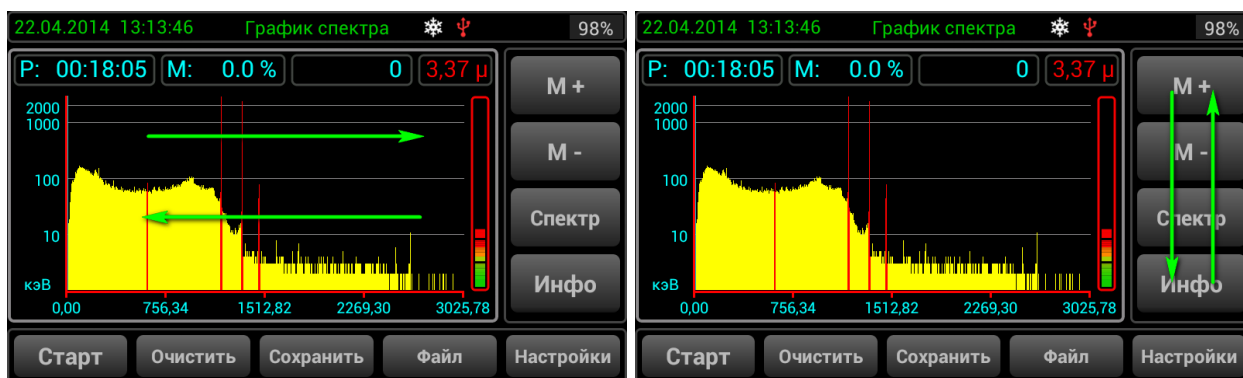 22.04.2014 13:13:46 График спектра 98%
P: 00:18:05 M: 0.0 % 0 3,37 µ
M +
2000
1000
M -
100
Спектр
10
Инфо
кэВ
0,00 756,34 1512,82 2269,30 3025,78
Старт Очистить Сохранить Файл Настройки
22.04.2014 13:13:46 График спектра 98%
P: 00:18:05 M: 0.0 % 0 3,37 µ
M +
2000
1000
M -
100
Спектр
10
Инфо
кэВ
0,00 756,34 1512,82 2269,30 3025,78
Старт Очистить Сохранить Файл Настройки